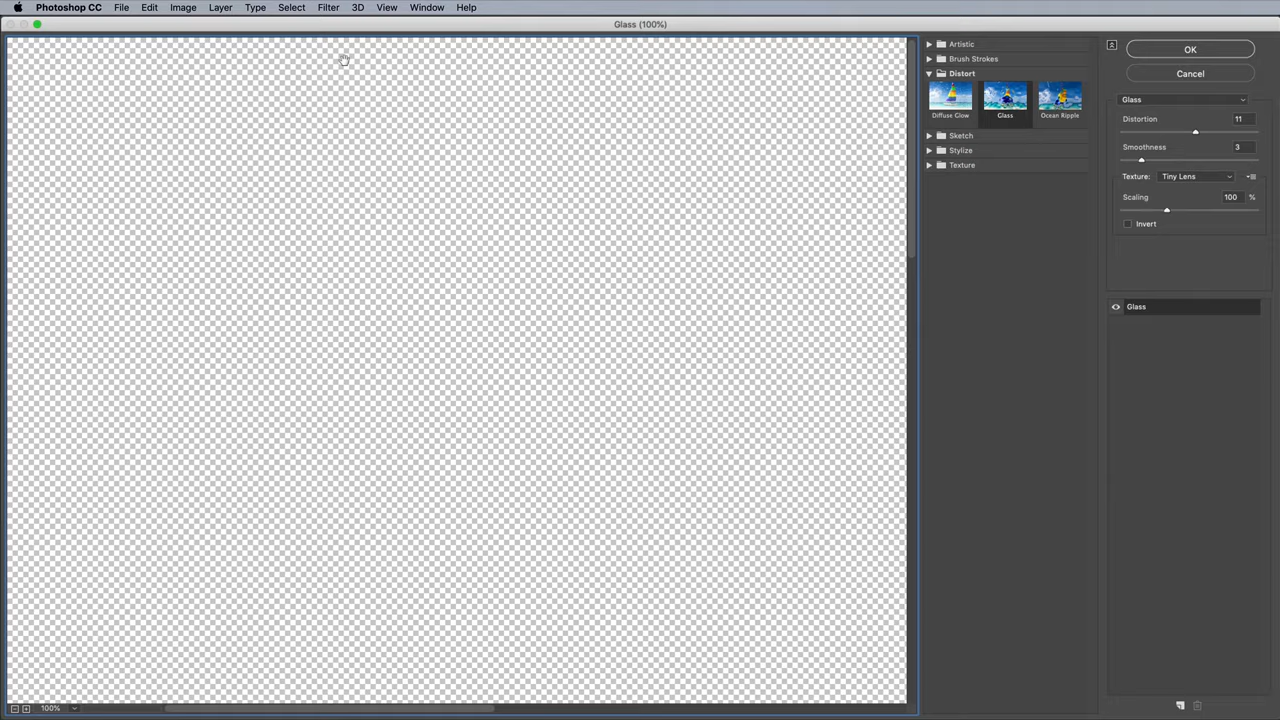 Photoshop CC File Edit Image Layer Type Select Filter 3D View Window Help
Glass (100%)
Artistic
Brush Strokes
Distort
Diffuse Glow Glass Ocean Ripple
Sketch
Stylize
Texture
OK
Cancel
Glass
Distortion 11
Smoothness 3
Texture: Tiny Lens
Scaling 100 %
Invert
Glass
100%